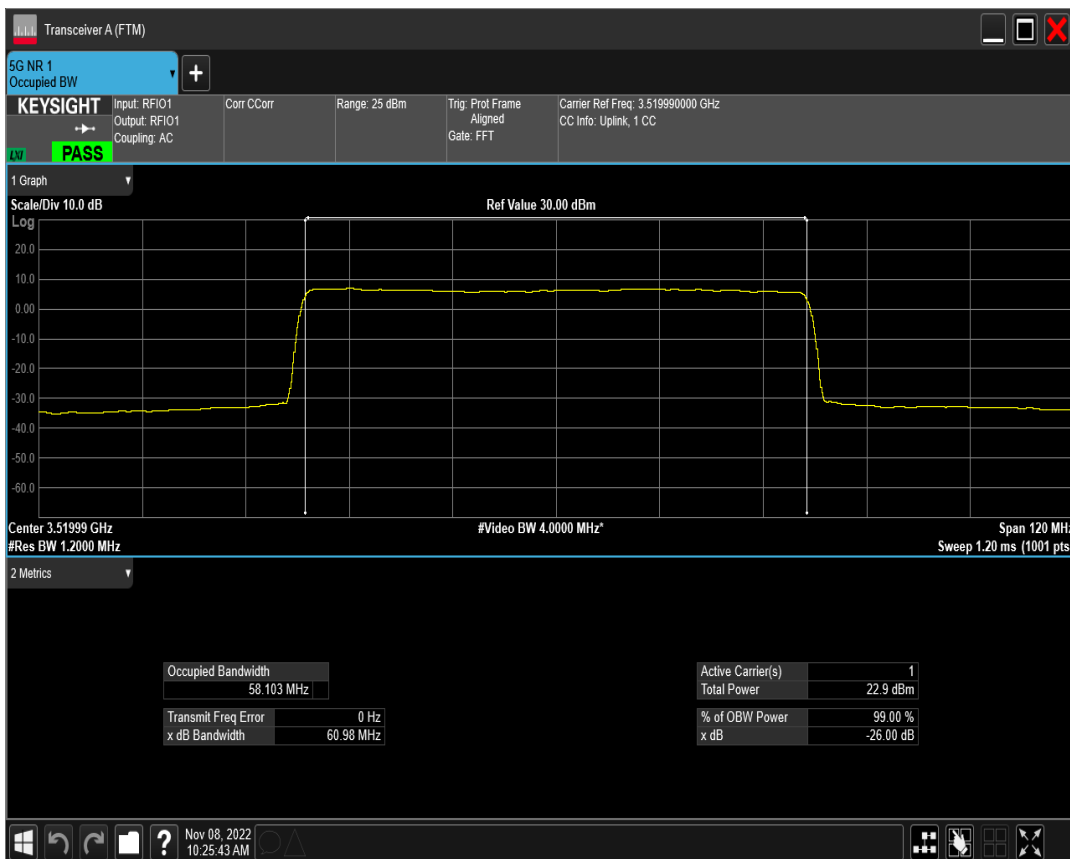 Transceiver A (FTM)
5G NR 1
Occupied BW
+
KEYSIGHT
Input: RFIO1
Output: RFIO1
Coupling: AC
Corr CCorr
Range: 25 dBm
Trig: Prot Frame
Aligned
Gate: FFT
Carrier Ref Freq: 3.519990000 GHz
CC Info: Uplink, 1 CC
LXI
PASS
1 Graph
Scale/Div 10.0 dB
Ref Value 30.00 dBm
Log
20.0
10.0
0.00
-10.0
-20.0
-30.0
-40.0
-50.0
-60.0
Center 3.51999 GHz
#Video BW 4.0000 MHz*
Span 120 MHz
#Res BW 1.2000 MHz
Sweep 1.20 ms (1001 pts
2 Metrics
Occupied Bandwidth
58.103 MHz
Transmit Freq Error 0 Hz
x dB Bandwidth 60.98 MHz
Active Carrier(s) 1
Total Power 22.9 dBm
% of OBW Power 99.00 %
x dB -26.00 dB
?
Nov 08, 2022
10:25:43 AM